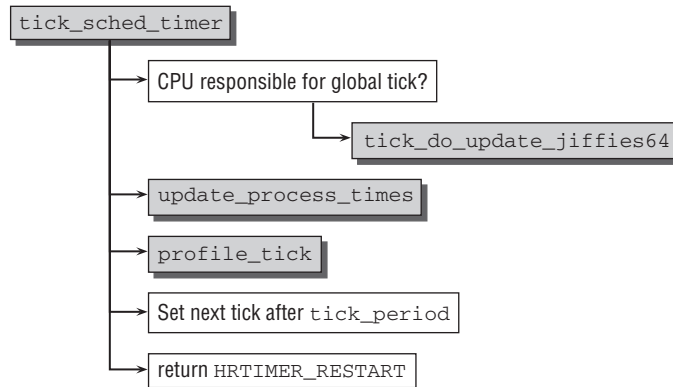 tick_sched_timer
CPU responsible for global tick?
tick_do_update_jiffies64
update_process_times
profile_tick
Set next tick after tick_period
return HRTIMER_RESTART